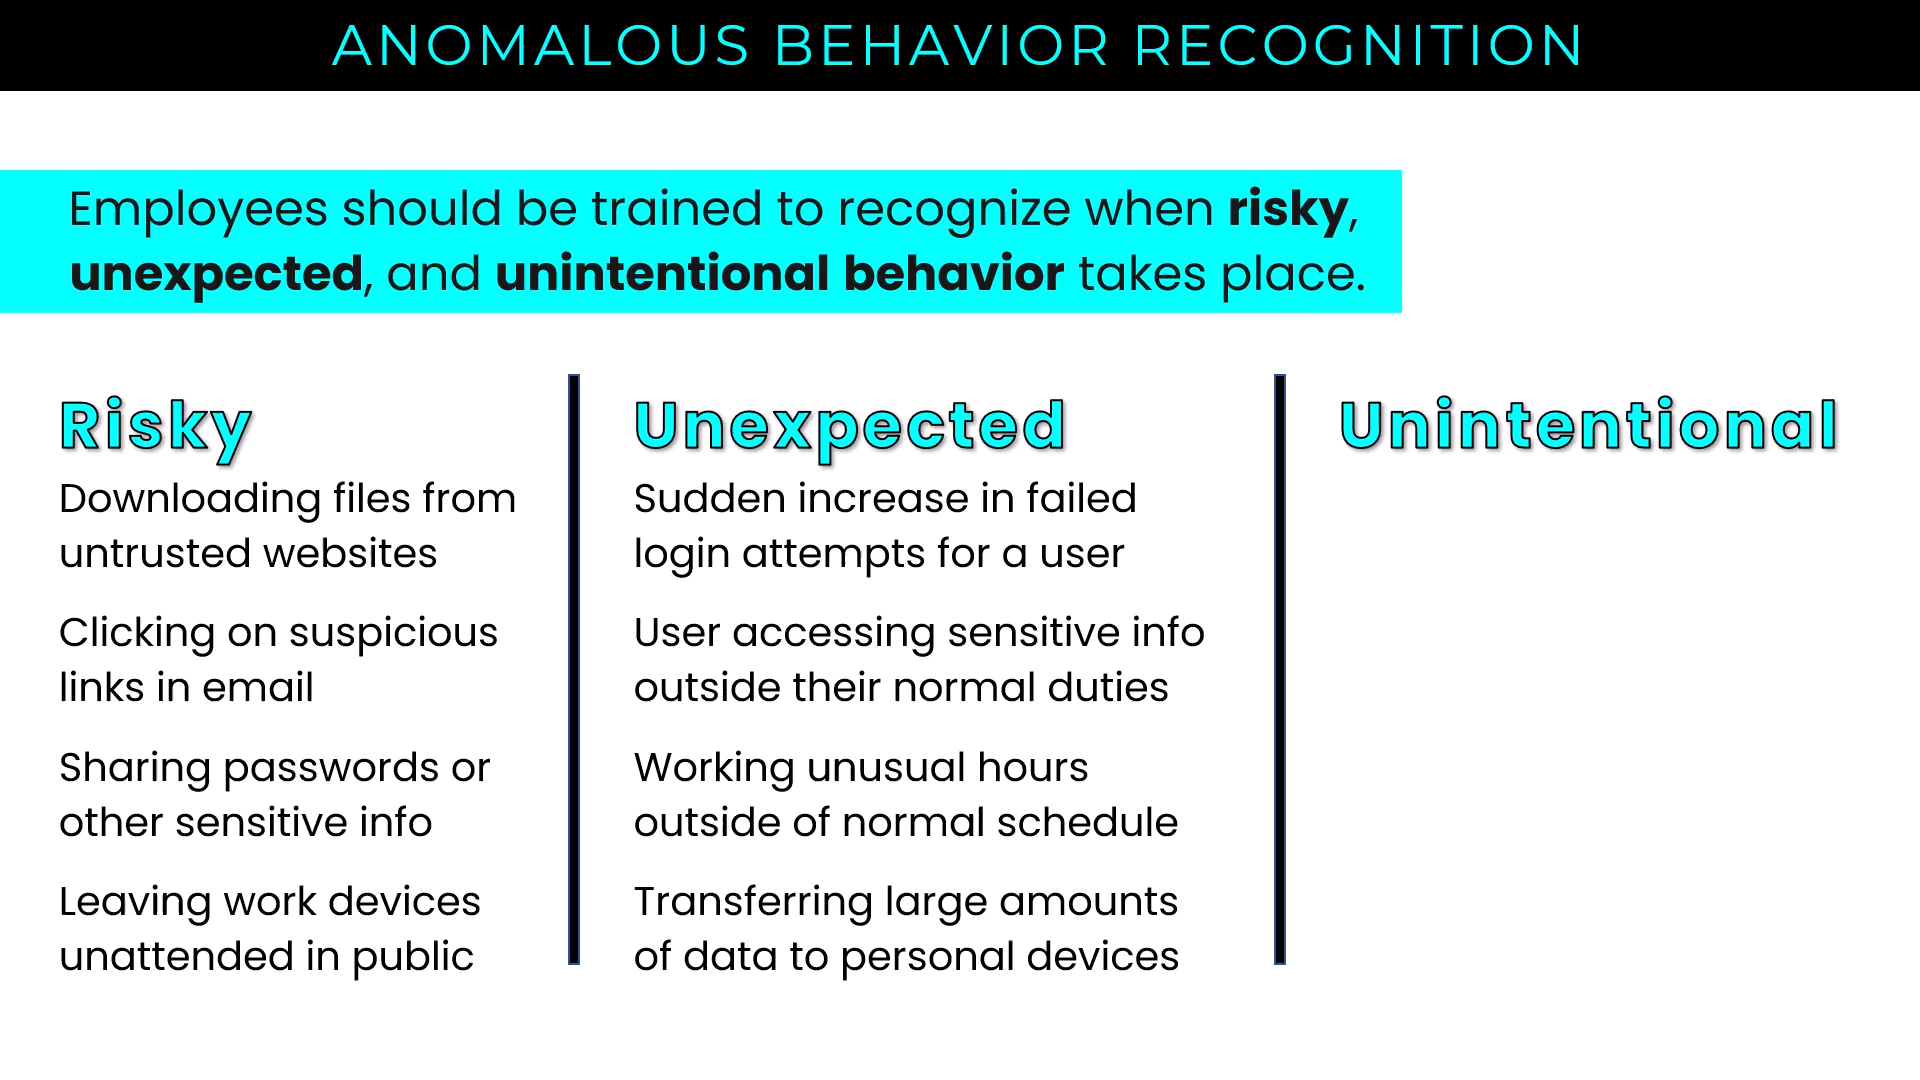 ANOMALOUS BEHAVIOR RECOGNITION
Employees should be trained to recognize when risky,
unexpected, and unintentional behavior takes place.
Risky
Downloading files from
untrusted websites
Clicking on suspicious
links in email
Sharing passwords or
other sensitive info
Leaving work devices
unattended in public
Unexpected
Sudden increase in failed
login attempts for a user
User accessing sensitive info
outside their normal duties
Working unusual hours
outside of normal schedule
Transferring large amounts
of data to personal devices
Unintentional